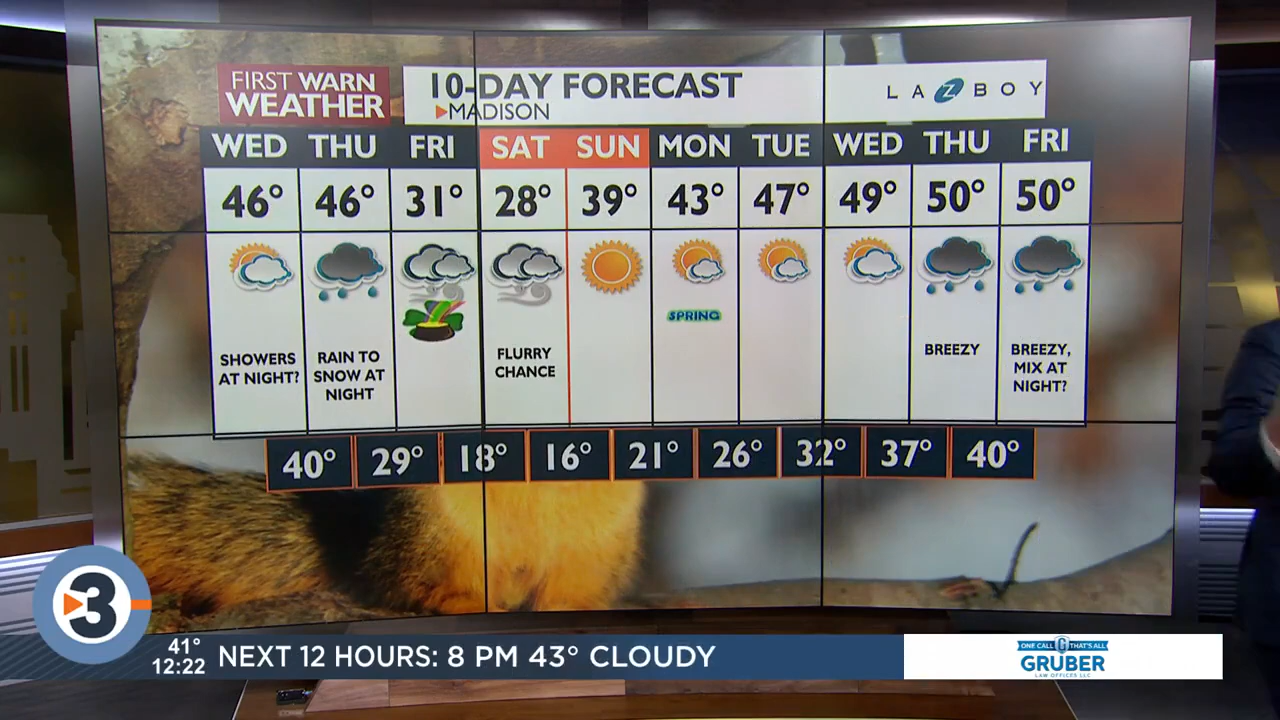 FIRST WARN
WEATHER
10-DAY FORECAST
MADISON
LA Z BOY
WED THU FRI SAT SUN MON TUE WED THU FRI
46° 46° 31° 28° 39° 43° 47° 49° 50° 50°
SPRING
SHOWERS
AT NIGHT?
RAIN TO
SNOW AT
NIGHT
FLURRY
CHANCE
BREEZY
BREEZY,
MIX AT
NIGHT?
40° 29° 18° 16° 21° 26° 32° 37° 40°
3
41°
12:22
NEXT 12 HOURS: 8 PM 43° CLOUDY
ONE CALL G THAT'S ALL
GRUBER
LAW OFFICES LLC